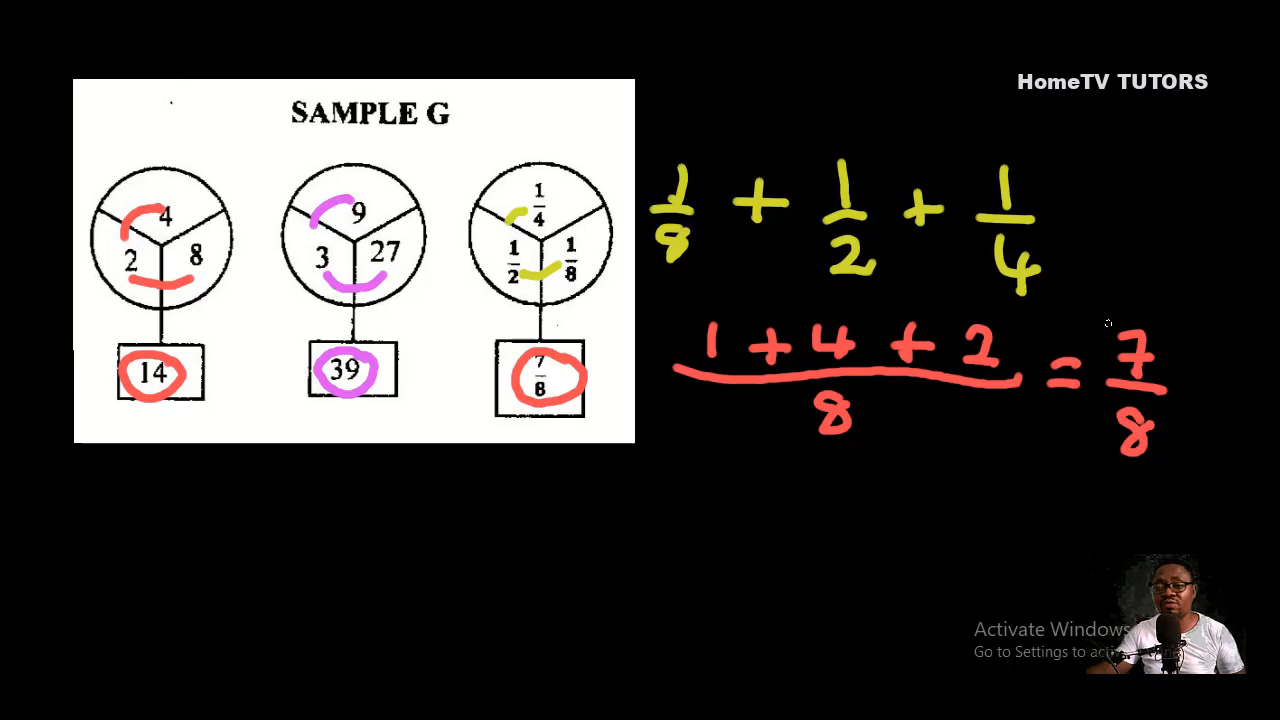 HomeTV TUTORS
SAMPLE G
4
2 8
14
9
3 27
39
1/4
1/2 1/8
7/8
1/8 + 1/2 + 1/4
1 + 4 + 2 / 8 = 7/8
Activate Windows
Go to Settings to